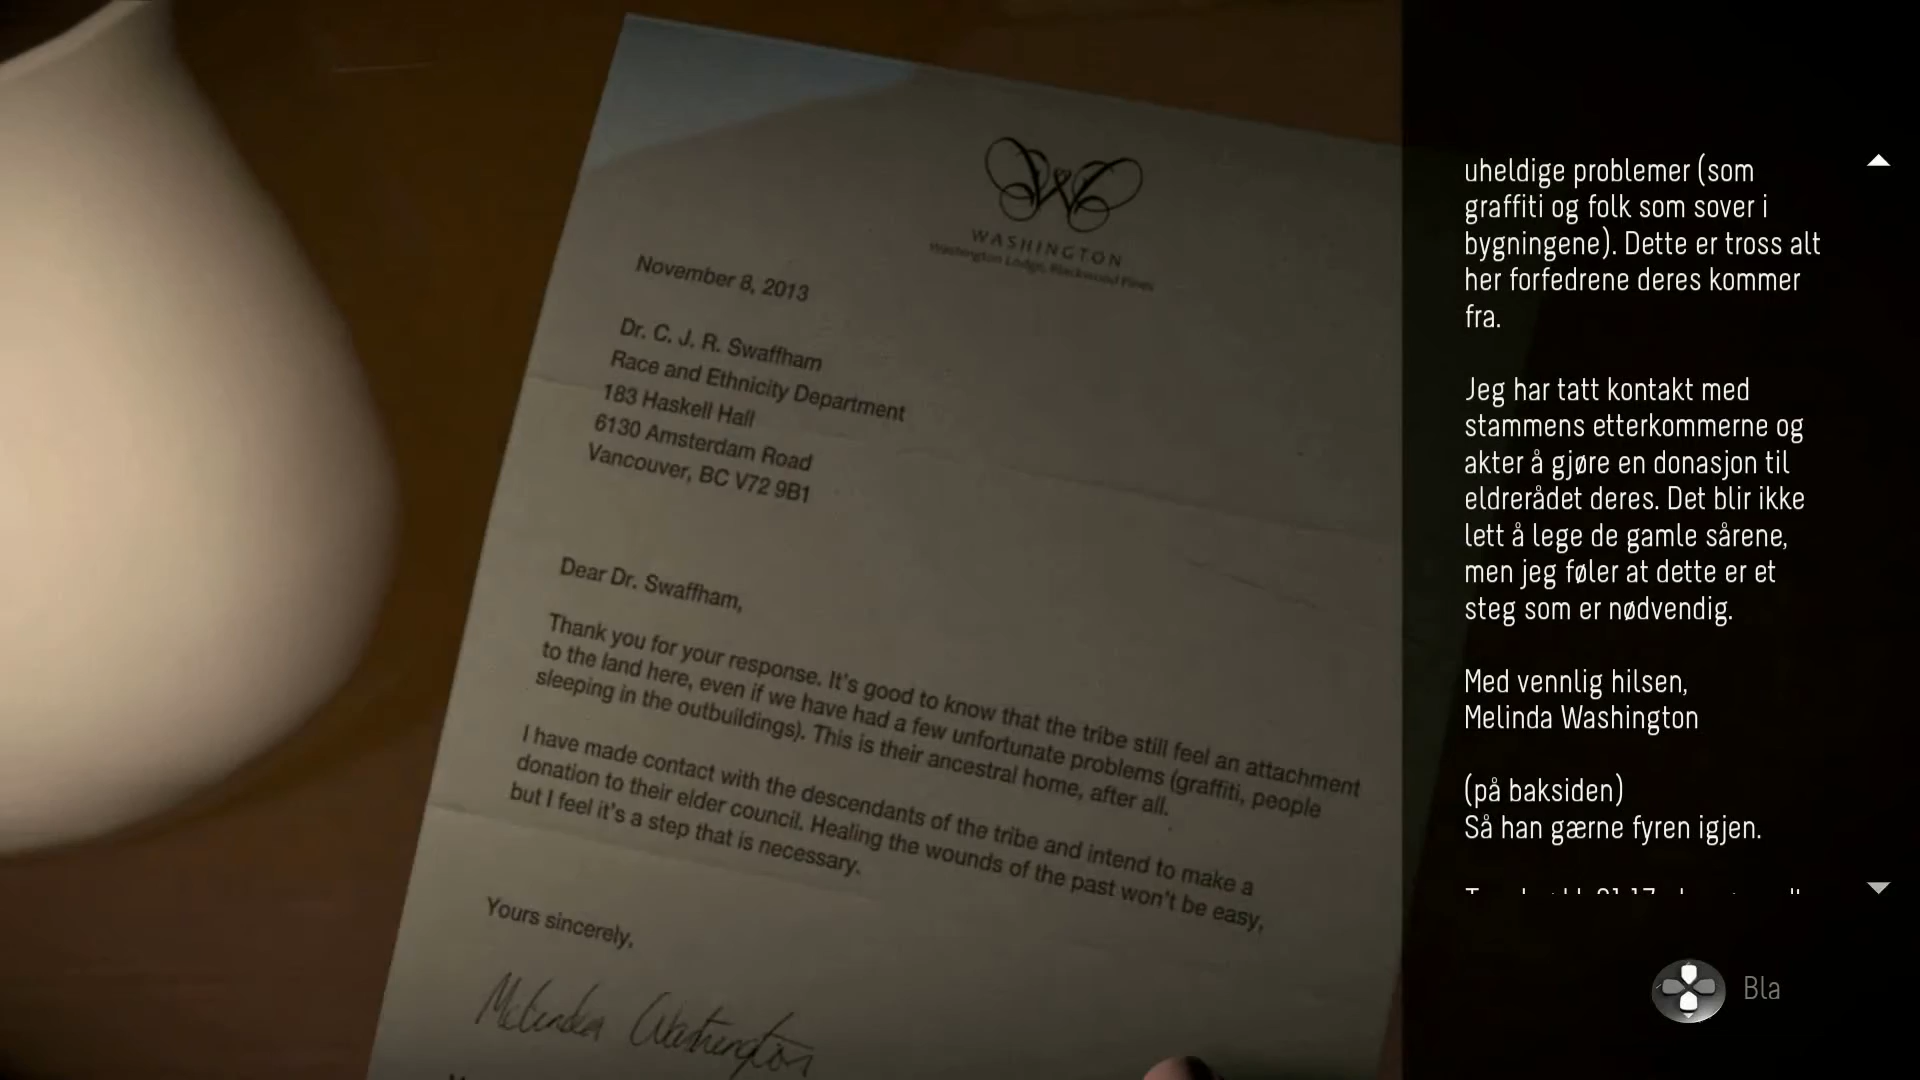 WASHINGTON
Washington Lodge, Blackwood Pines
November 8, 2013
Dr. C. J. R. Swaffham
Race and Ethnicity Department
183 Haskell Hall
6130 Amsterdam Road
Vancouver, BC V72 9B1
Dear Dr. Swaffham,
Thank you for your response. It's good to know that the tribe still feel an attachment
to the land here, even if we have had a few unfortunate problems (graffiti, people
sleeping in the outbuildings). This is their ancestral home, after all.
I have made contact with the descendants of the tribe and intend to make a
donation to their elder council. Healing the wounds of the past won't be easy,
but I feel it's a step that is necessary.
Yours sincerely,
Melinda Washington
uheldige problemer (som
graffiti og folk som sover i
bygningene). Dette er tross alt
her forfedrene deres kommer
fra.
Jeg har tatt kontakt med
stammens etterkommerne og
akter å gjøre en donasjon til
eldrerådet deres. Det blir ikke
lett å lege de gamle sårene,
men jeg føler at dette er et
steg som er nødvendig.
Med vennlig hilsen,
Melinda Washington
(på baksiden)
Så han gærne fyren igjen.
Bla